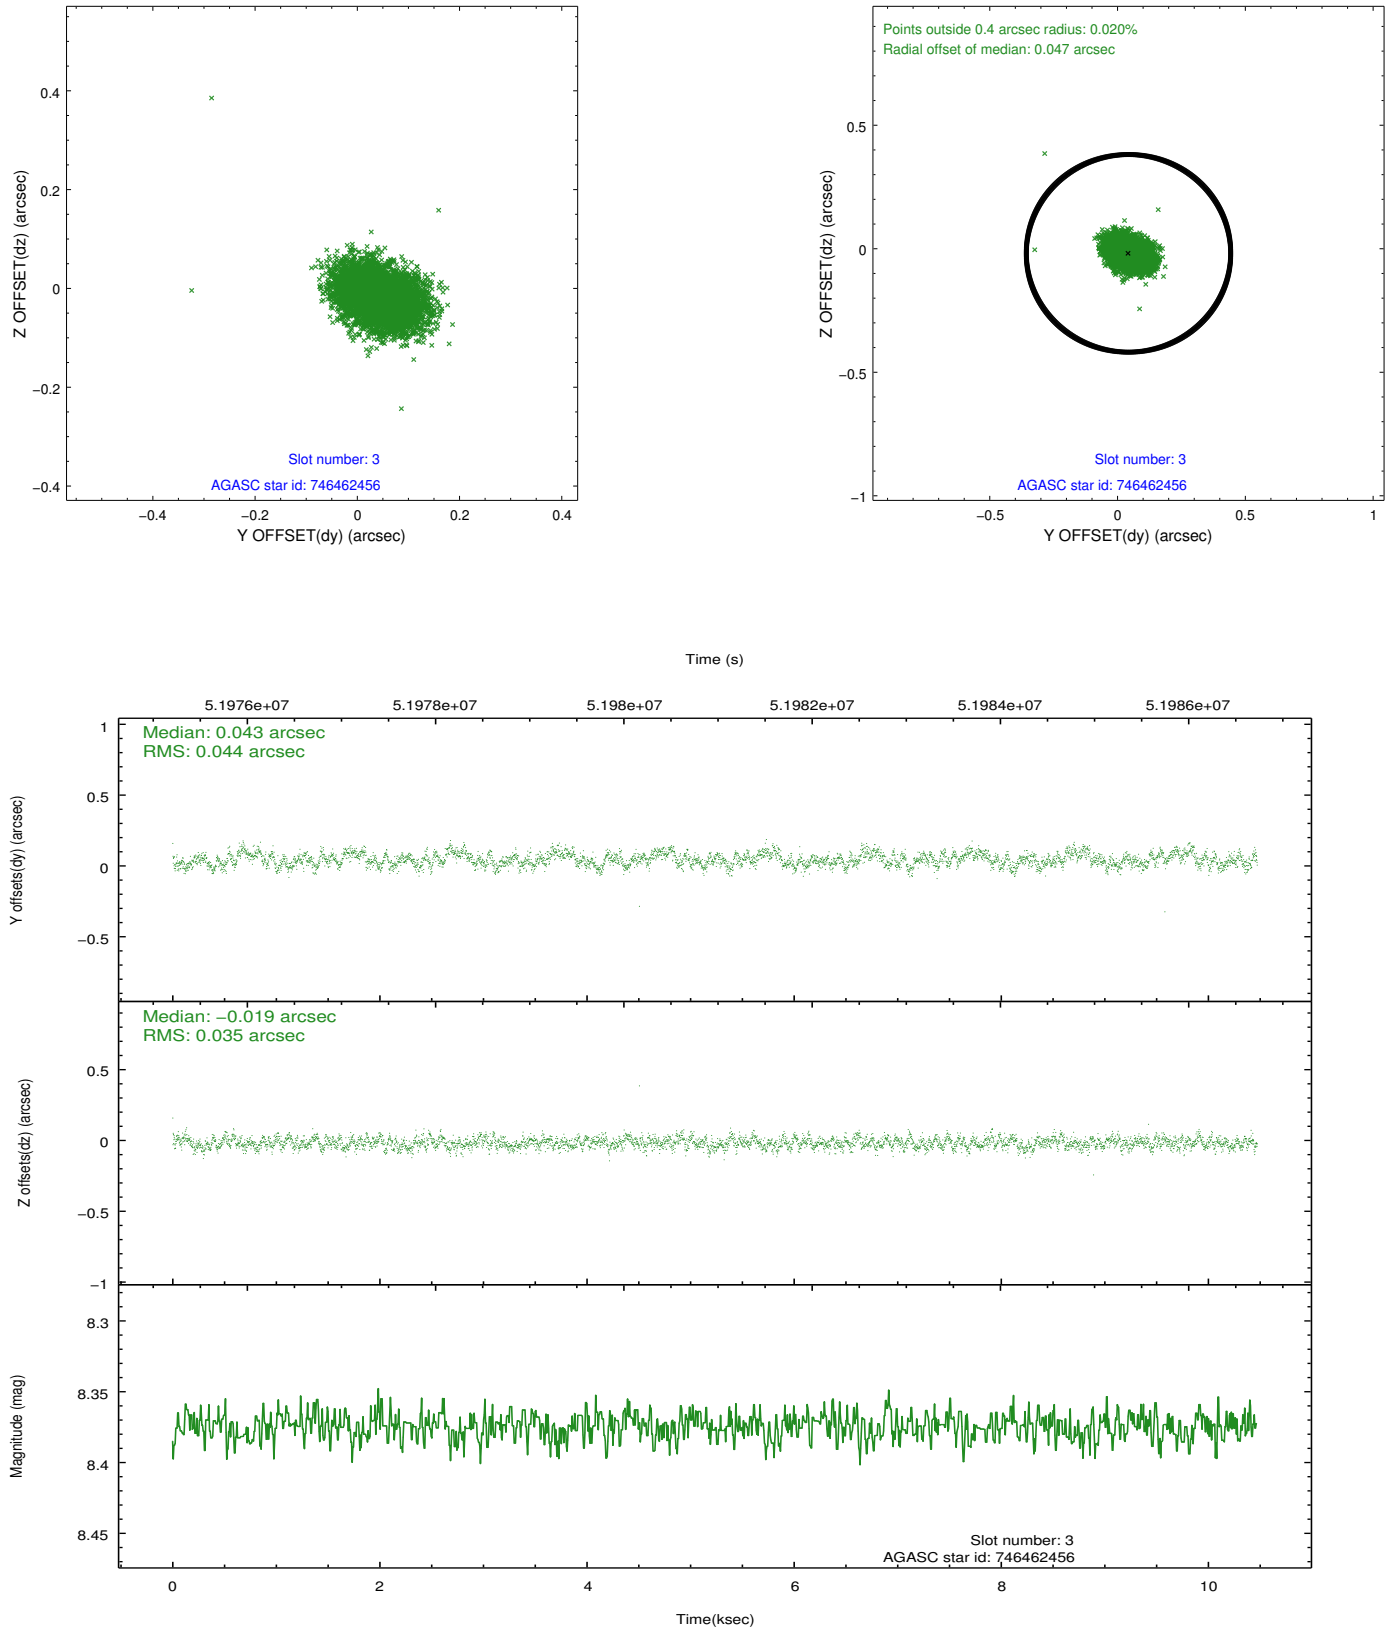 0.4
0.2
0
−0.2
−0.4
Z OFFSET(dz) (arcsec)
Slot number: 3
AGASC star id: 746462456
−0.4 −0.2 0 0.2 0.4
Y OFFSET(dy) (arcsec)
Points outside 0.4 arcsec radius: 0.020%
Radial offset of median: 0.047 arcsec
0.5
0
−0.5
−1
Z OFFSET(dz) (arcsec)
Slot number: 3
AGASC star id: 746462456
−0.5 0 0.5 1
Y OFFSET(dy) (arcsec)
Time (s)
5.1976e+07 5.1978e+07 5.198e+07 5.1982e+07 5.1984e+07 5.1986e+07
Median: 0.043 arcsec
RMS: 0.044 arcsec
1
0.5
0
−0.5
Y offsets(dy) (arcsec)
Median: −0.019 arcsec
RMS: 0.035 arcsec
0.5
0
−0.5
−1
Z offsets(dz) (arcsec)
8.3
8.35
8.4
8.45
Magnitude (mag)
Slot number: 3
AGASC star id: 746462456
0 2 4 6 8 10
Time(ksec)